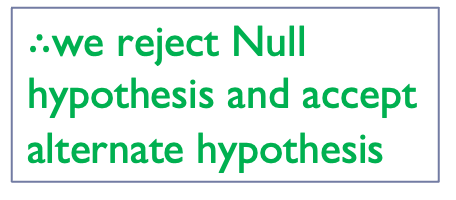 ∴we reject Null
hypothesis and accept
alternate hypothesis